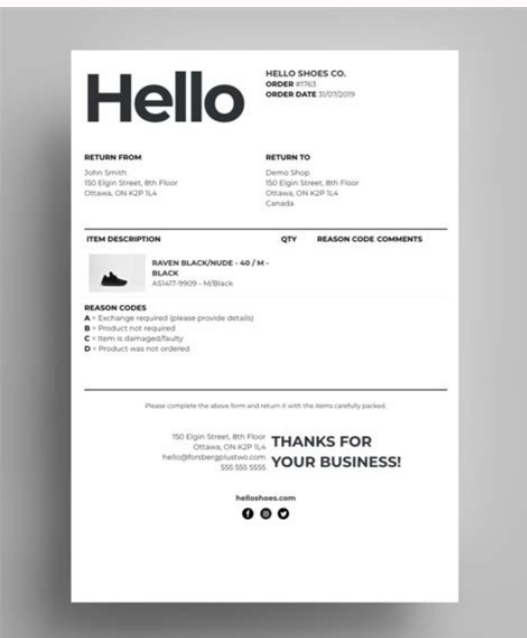 Hello
HELLO SHOES CO.
ORDER #1763
ORDER DATE 31/07/2019
RETURN FROM
John Smith
150 Elgin Street, 8th Floor
Ottawa, ON K2P 1L4
RETURN TO
Demo Shop
150 Elgin Street, 8th Floor
Ottawa, ON K2P 1L4
Canada
ITEM DESCRIPTION QTY REASON CODE COMMENTS
RAVEN BLACK/NUDE - 40 / M -
BLACK
AS1417-9909 - M/Black
REASON CODES
A = Exchange required (please provide details)
B = Product not required
C = Item is damaged/faulty
D = Product was not ordered
Please complete the above form and return it with the items carefully packed.
150 Elgin Street, 8th Floor
Ottawa, ON K2P 1L4
hello@forsbergplustwo.com
555 555 5555
THANKS FOR
YOUR BUSINESS!
helloshoes.com